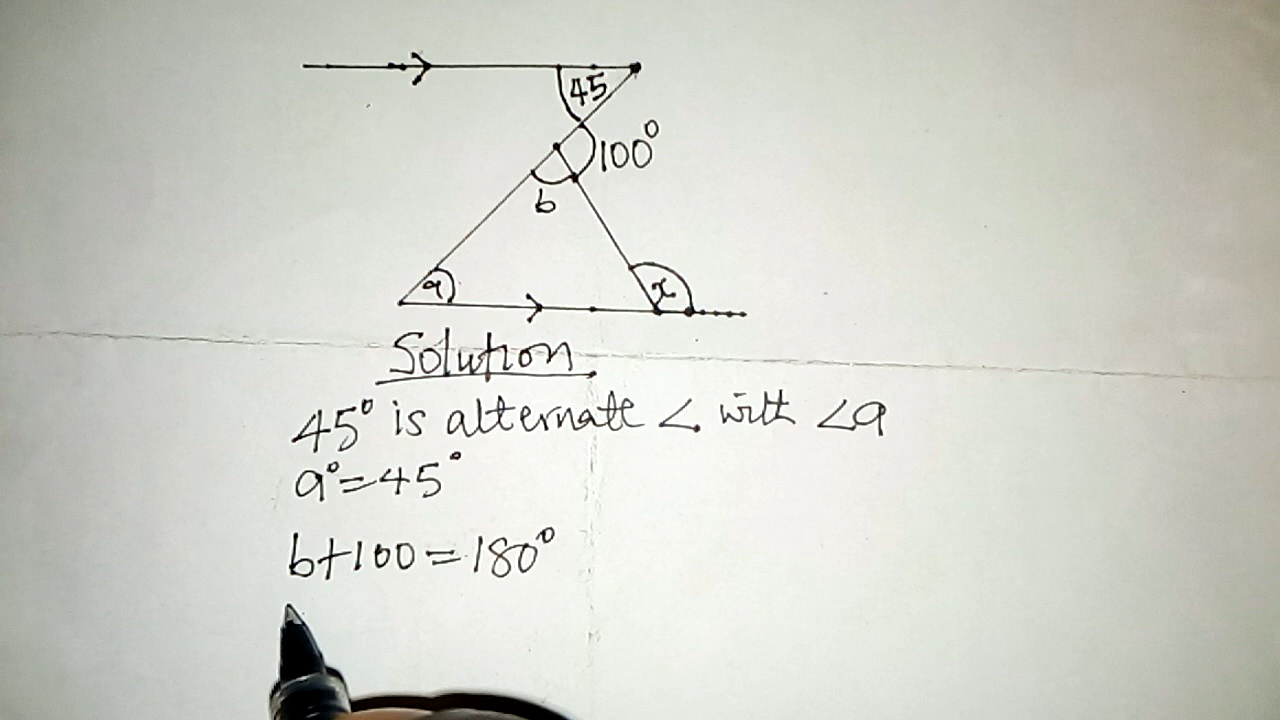 45
100°
b
a
x
Solution
45° is alternate ∠ with ∠a
a°=45°
b+100=180°